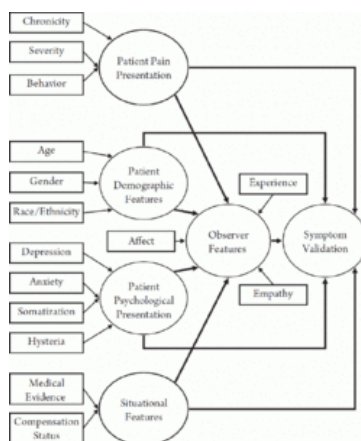 Chronicity
Severity
Behavior
Patient Pain
Presentation
Age
Gender
Race/Ethnicity
Patient
Demographic
Features
Experience
Affect
Observer
Features
Symptom
Validation
Empathy
Depression
Anxiety
Somatization
Hysteria
Patient
Psychological
Presentation
Medical
Evidence
Compensation
Status
Situational
Features